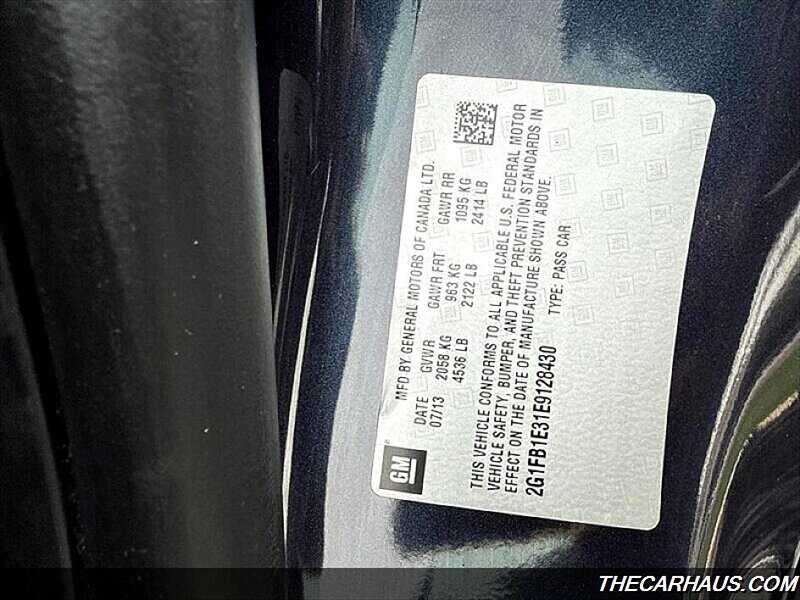 GM
MFD BY GENERAL MOTORS OF CANADA LTD.
DATE GVWR GAWR FRT GAWR RR
07/13 2058 KG 963 KG 1095 KG
4536 LB 2122 LB 2414 LB
THIS VEHICLE CONFORMS TO ALL APPLICABLE U.S. FEDERAL MOTOR
VEHICLE SAFETY, BUMPER, AND THEFT PREVENTION STANDARDS IN
EFFECT ON THE DATE OF MANUFACTURE SHOWN ABOVE.
2G1FB1E31E9128430 TYPE: PASS CAR
THECARHAUS.COM